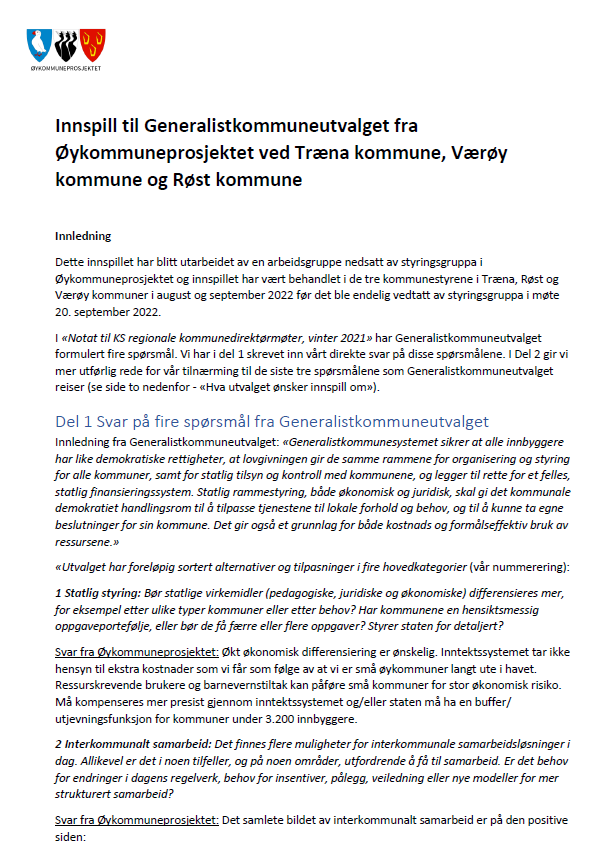 ØYKOMMUNEPROSJEKTET
Innspill til Generalistkommuneutvalget fra
Øykommuneprosjektet ved Træna kommune, Værøy
kommune og Røst kommune
Innledning
Dette innspillet har blitt utarbeidet av en arbeidsgruppe nedsatt av styringsgruppa i
Øykommuneprosjektet og innspillet har vært behandlet i de tre kommunestyrene i Træna, Røst og
Værøy kommuner i august og september 2022 før det ble endelig vedtatt av styringsgruppa i møte
20. september 2022.
I «Notat til KS regionale kommunedirektørmøter, vinter 2021» har Generalistkommuneutvalget
formulert fire spørsmål. Vi har i del 1 skrevet inn vårt direkte svar på disse spørsmålene. I Del 2 gir vi
mer utførlig rede for vår tilnærming til de siste tre spørsmålene som Generalistkommuneutvalget
reiser (se side to nedenfor - «Hva utvalget ønsker innspill om»).
Del 1 Svar på fire spørsmål fra Generalistkommuneutvalget
Innledning fra Generalistkommuneutvalget: «Generalistkommunesystemet sikrer at alle innbyggere
har like demokratiske rettigheter, at lovgivningen gir de samme rammene for organisering og styring
for alle kommuner, samt for statlig tilsyn og kontroll med kommunene, og legger til rette for et felles,
statlig finansieringssystem. Statlig rammestyring, både økonomisk og juridisk, skal gi det kommunale
demokratiet handlingsrom til å tilpasse tjenestene til lokale forhold og behov, og til å kunne ta egne
beslutninger for sin kommune. Det gir også et grunnlag for både kostnads og formålseffektiv bruk av
ressursene.»
«Utvalget har foreløpig sortert alternativer og tilpasninger i fire hovedkategorier (vår nummerering):
1 Statlig styring: Bør statlige virkemidler (pedagogiske, juridiske og økonomiske) differensieres mer,
for eksempel etter ulike typer kommuner eller etter behov? Har kommunene en hensiktsmessig
oppgaveportefølje, eller bør de få færre eller flere oppgaver? Styrer staten for detaljert?
Svar fra Øykommuneprosjektet: Økt økonomisk differensiering er ønskelig. Inntektssystemet tar ikke
hensyn til ekstra kostnader som vi får som følge av at vi er små øykommuner langt ute i havet.
Ressurskrevende brukere og barnevernstiltak kan påføre små kommuner for stor økonomisk risiko.
Må kompenseres mer presist gjennom inntektssystemet og/eller staten må ha en buffer/
utjevningsfunksjon for kommuner under 3.200 innbyggere.
2 Interkommunalt samarbeid: Det finnes flere muligheter for interkommunale samarbeidsløsninger i
dag. Allikevel er det i noen tilfeller, og på noen områder, utfordrende å få til samarbeid. Er det behov
for endringer i dagens regelverk, behov for insentiver, pålegg, veiledning eller nye modeller for mer
strukturert samarbeid?
Svar fra Øykommuneprosjektet: Det samlete bildet av interkommunalt samarbeid er på den positive
siden: